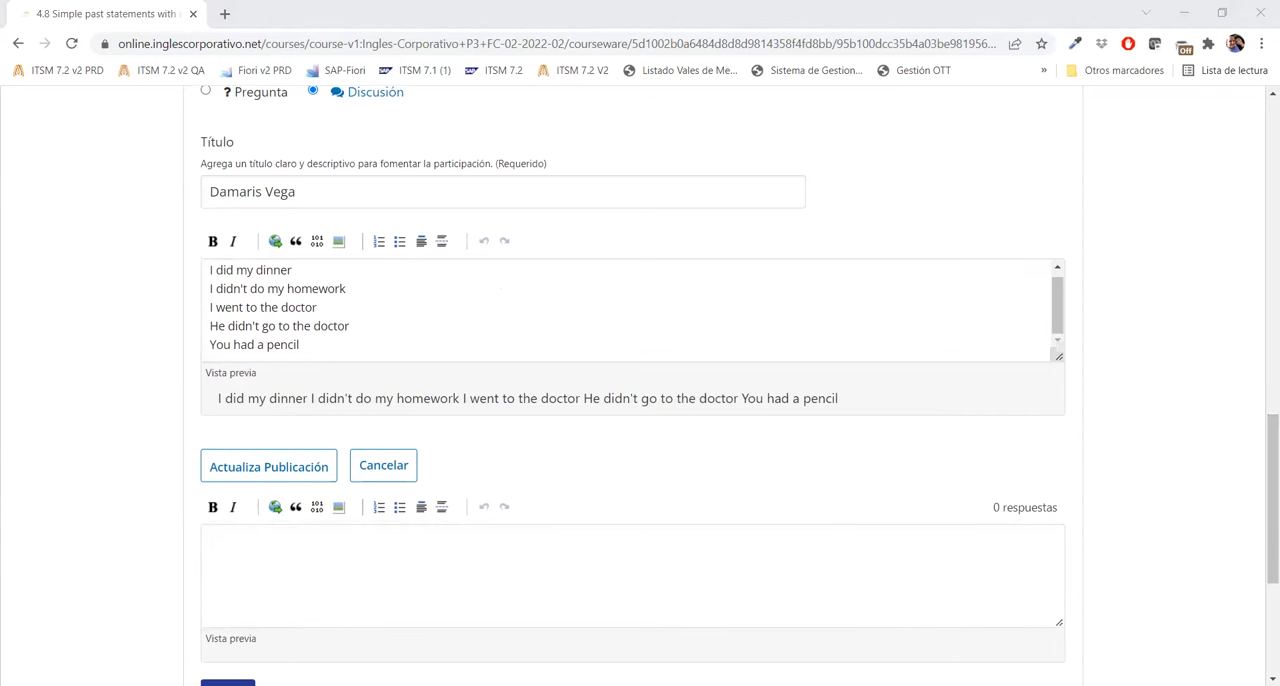 4.8 Simple past statements with
online.inglescorporativo.net/courses/course-v1:Ingles-corporativo+P3+FC-02-2002-02/courseware/5d1002b0a6484d8d8d9814358f4fd8bb/95b100dcc35b4a03be981956...
ITSM 7.2 v2 PRD ITSM 7.2 v2 QA Fiori v2 PRD SAP-Fiori ITSM 7.1 (1) ITSM 7.2 ITSM 7.2 V2 Listado Vales de Me... Sistema de Gestion... Gestión OTT » Otros marcadores Lista de lectura
Off
? Pregunta Discusión
Título
Agrega un título claro y descriptivo para fomentar la participación. (Requerido)
Damaris Vega
B I
I did my dinner
I didn't do my homework
I went to the doctor
He didn't go to the doctor
You had a pencil
Vista previa
I did my dinner I didn't do my homework I went to the doctor He didn't go to the doctor You had a pencil
Actualiza Publicación Cancelar
B I 0 respuestas
Vista previa